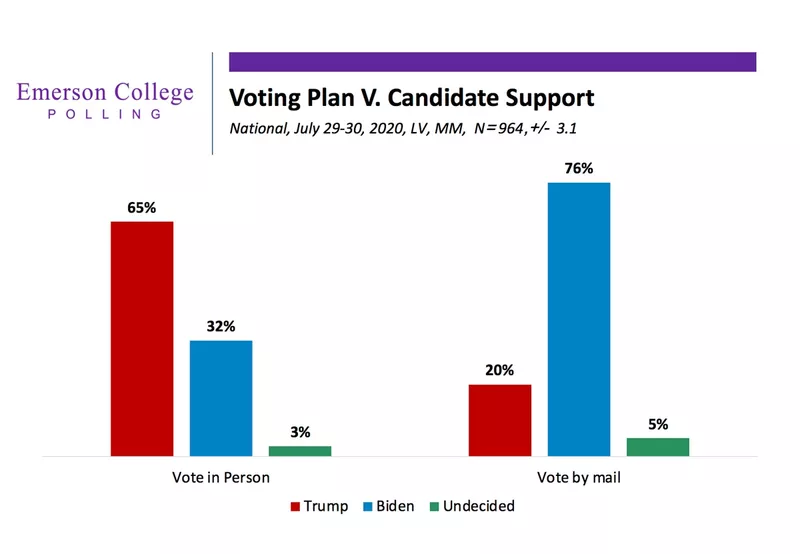 Emerson College
POLLING
Voting Plan V. Candidate Support
National, July 29-30, 2020, LV, MM, N=964, +/- 3.1
65%
32%
3%
20%
76%
5%
Vote in Person
Vote by mail
Trump Biden Undecided